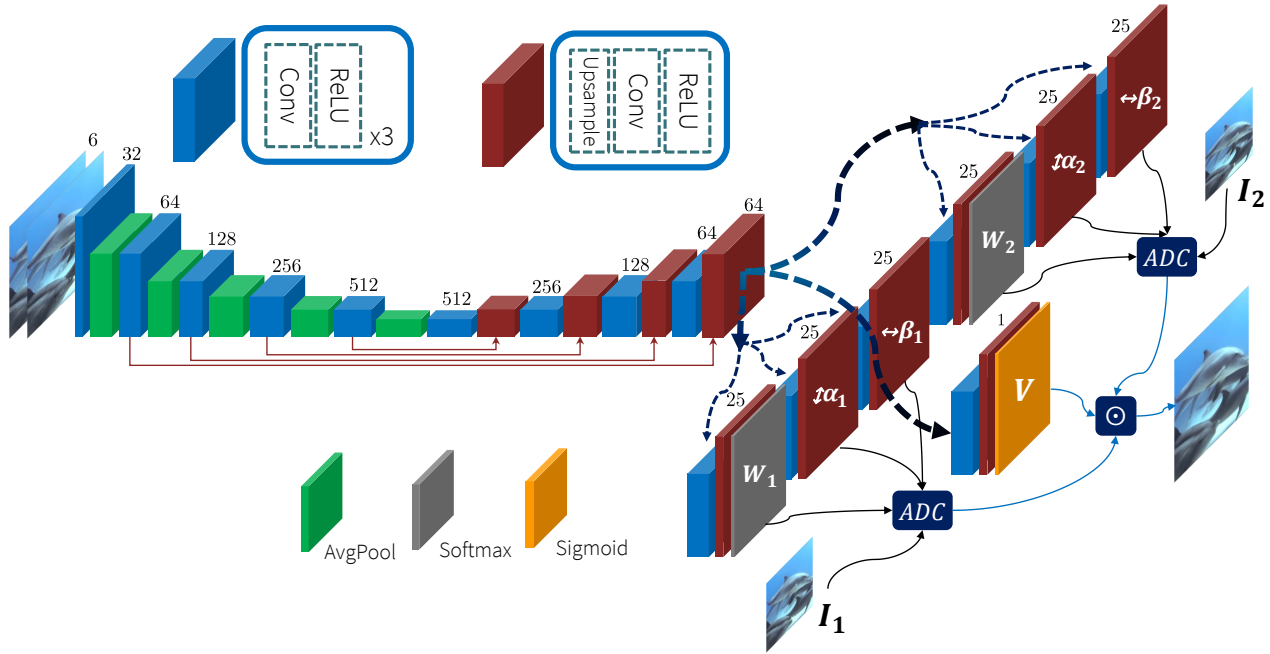 Conv
ReLU
x3
Upsample
Conv
ReLU
6
32
64
128
256
512
512
256
128
64
64
25
W₁
25
↕α₁
25
↔β₁
25
W₂
25
↕α₂
25
↔β₂
1
V
ADC
ADC
⊙
I₁
I₂
AvgPool
Softmax
Sigmoid